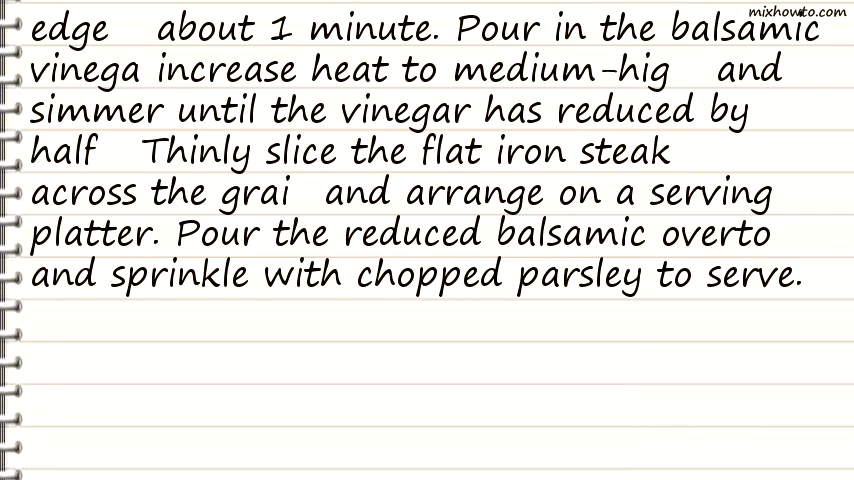 mixhowto.com
edge about 1 minute. Pour in the balsamic
vinega increase heat to medium-hig and
simmer until the vinegar has reduced by
half Thinly slice the flat iron steak
across the grai and arrange on a serving
platter. Pour the reduced balsamic overto
and sprinkle with chopped parsley to serve.